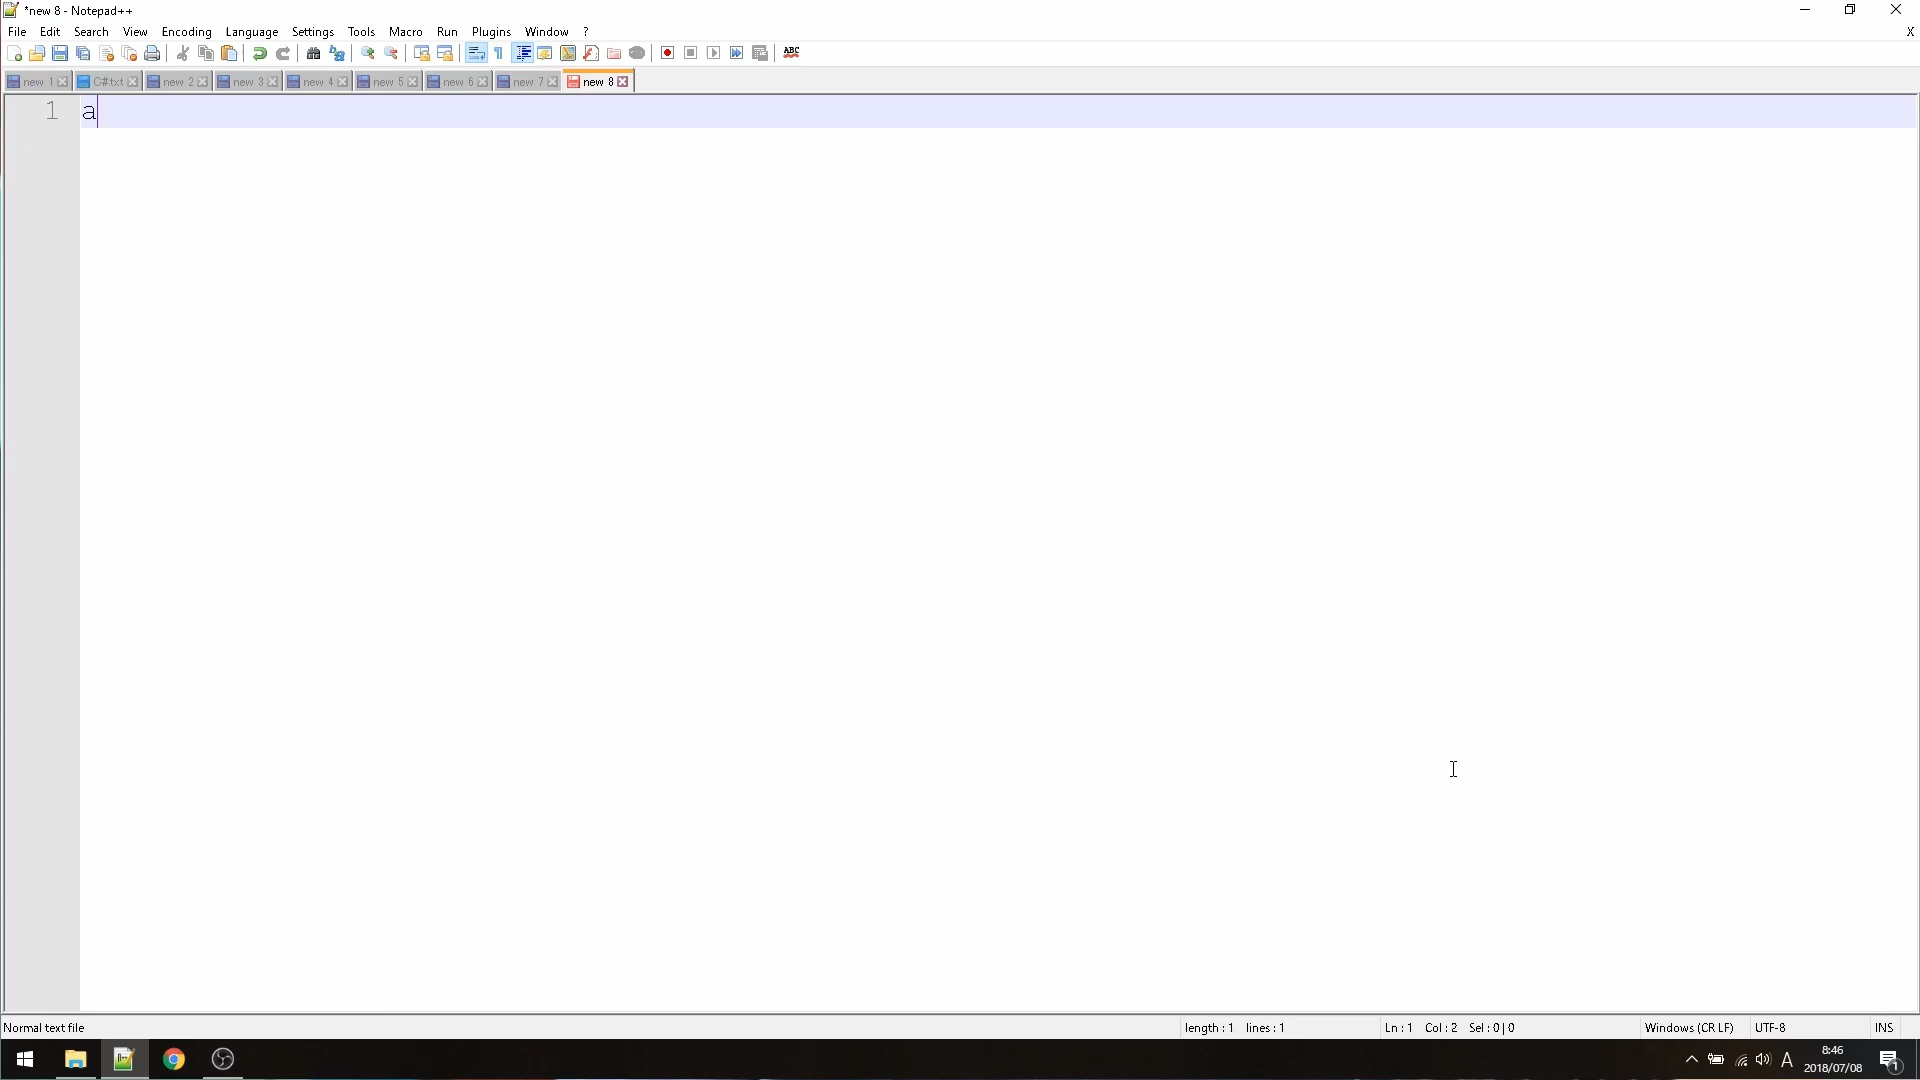 *new 8 - Notepad++
File Edit Search View Encoding Language Settings Tools Macro Run Plugins Window ? X
ABC
new 1 C#.txt new 2 new 3 new 4 new 5 new 6 new 7 new 8
1 a
Normal text file length : 1 lines : 1 Ln : 1 Col : 2 Sel : 0 | 0 Windows (CR LF) UTF-8 INS
A 8:46
2018/07/08
1